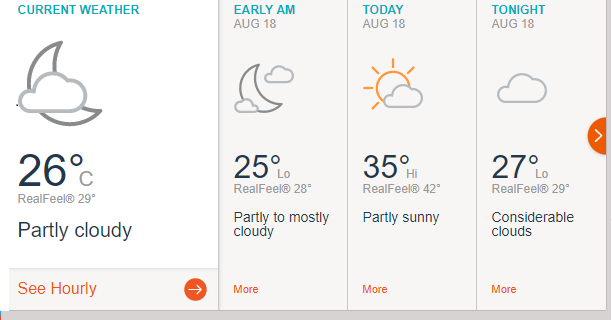 CURRENT WEATHER
26°C
RealFeel® 29°
Partly cloudy
See Hourly
EARLY AM
AUG 18
25° Lo
RealFeel® 28°
Partly to mostly
cloudy
More
TODAY
AUG 18
35° Hi
RealFeel® 42°
Partly sunny
More
TONIGHT
AUG 18
27° Lo
RealFeel® 29°
Considerable
clouds
More